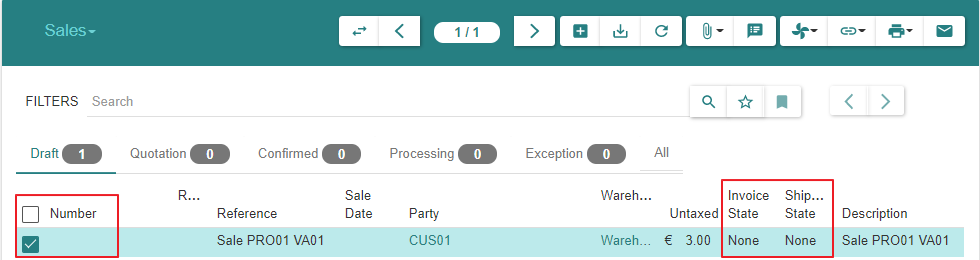 Sales
1 / 1
FILTERS Search
Draft 1 Quotation 0 Confirmed 0 Processing 0 Exception 0 All
Number R... Reference Sale Date Party Wareh... Untaxed Invoice State Ship... State Description
Sale PRO01 VA01 CUS01 Wareh... € 3.00 None None Sale PRO01 VA01